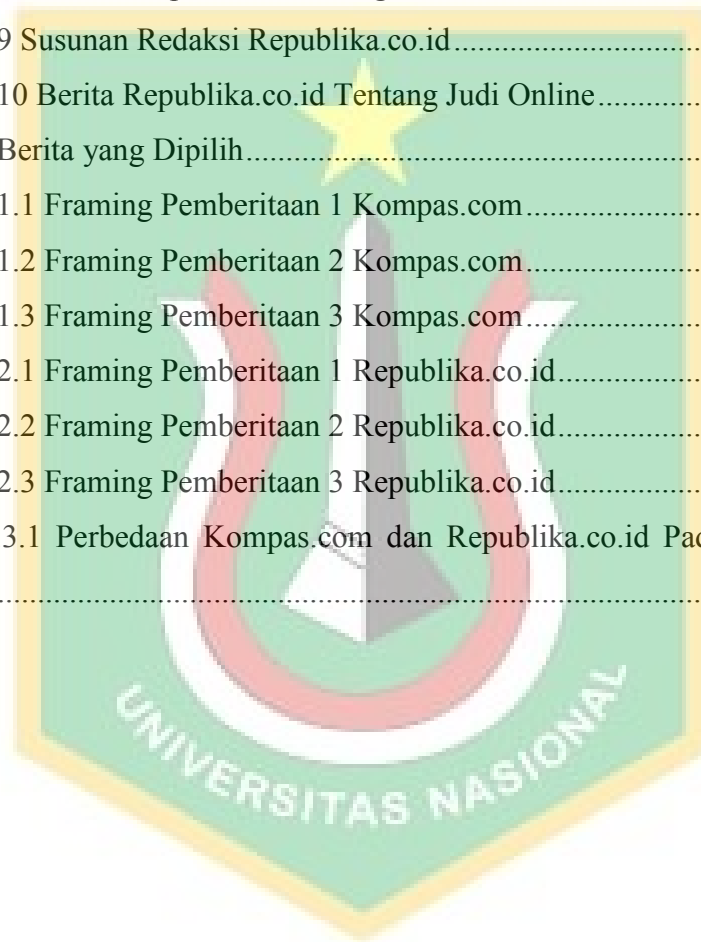 9 Susunan Redaksi Republika.co.id..............................
10 Berita Republika.co.id Tentang Judi Online.............
Berita yang Dipilih.......................................................
1.1 Framing Pemberitaan 1 Kompas.com.....................
1.2 Framing Pemberitaan 2 Kompas.com.....................
1.3 Framing Pemberitaan 3 Kompas.com.....................
2.1 Framing Pemberitaan 1 Republika.co.id.................
2.2 Framing Pemberitaan 2 Republika.co.id.................
2.3 Framing Pemberitaan 3 Republika.co.id.................
3.1 Perbedaan Kompas.com dan Republika.co.id Pad
.......................................................................................
UNIVERSITAS NASIONAL